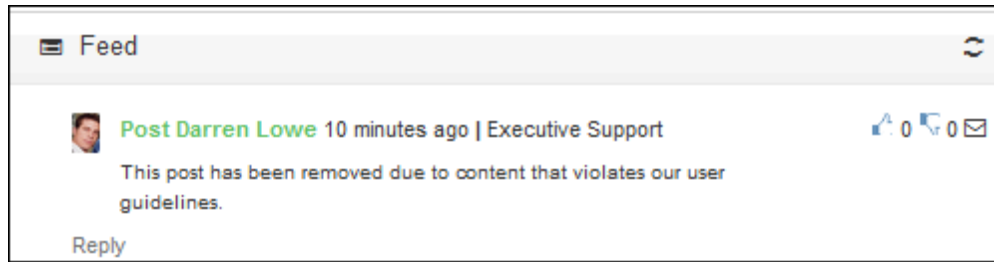 Feed
Post Darren Lowe 10 minutes ago | Executive Support 0 0
This post has been removed due to content that violates our user
guidelines.
Reply